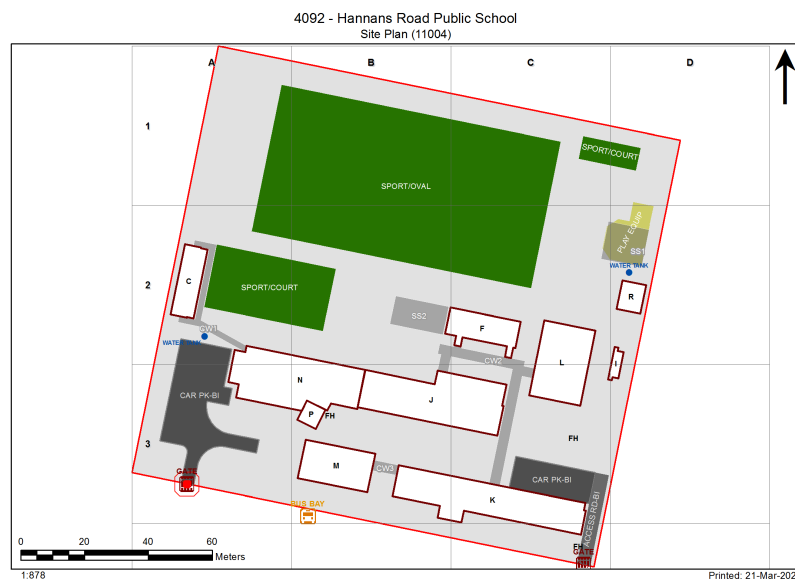 4092 - Hannans Road Public School
Site Plan (11004)
A
B
C
D
1
SPORT/COURT
SPORT/OVAL
PLAY EQUIP
SS1
WATER TANK
2
C
SPORT/COURT
R
SS2
F
CW1
WATER TANK
L
CW2
I
N
J
CAR PK-BI
P
FH
FH
3
M
CW3
GATE
CAR PK-BI
K
BUS BAY
ACCESS RD-BI
FH
GATE
0 20 40 60
Meters
1:878
Printed: 21-Mar-202